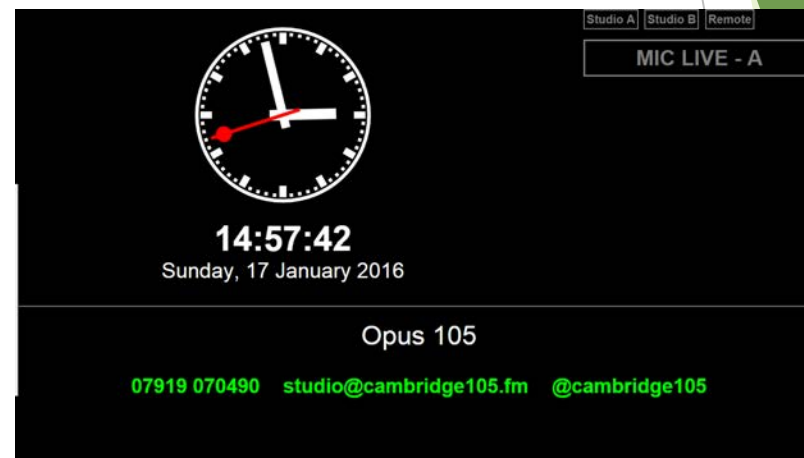 Studio A Studio B Remote
MIC LIVE - A
14:57:42
Sunday, 17 January 2016
Opus 105
07919 070490 studio@cambridge105.fm @cambridge105